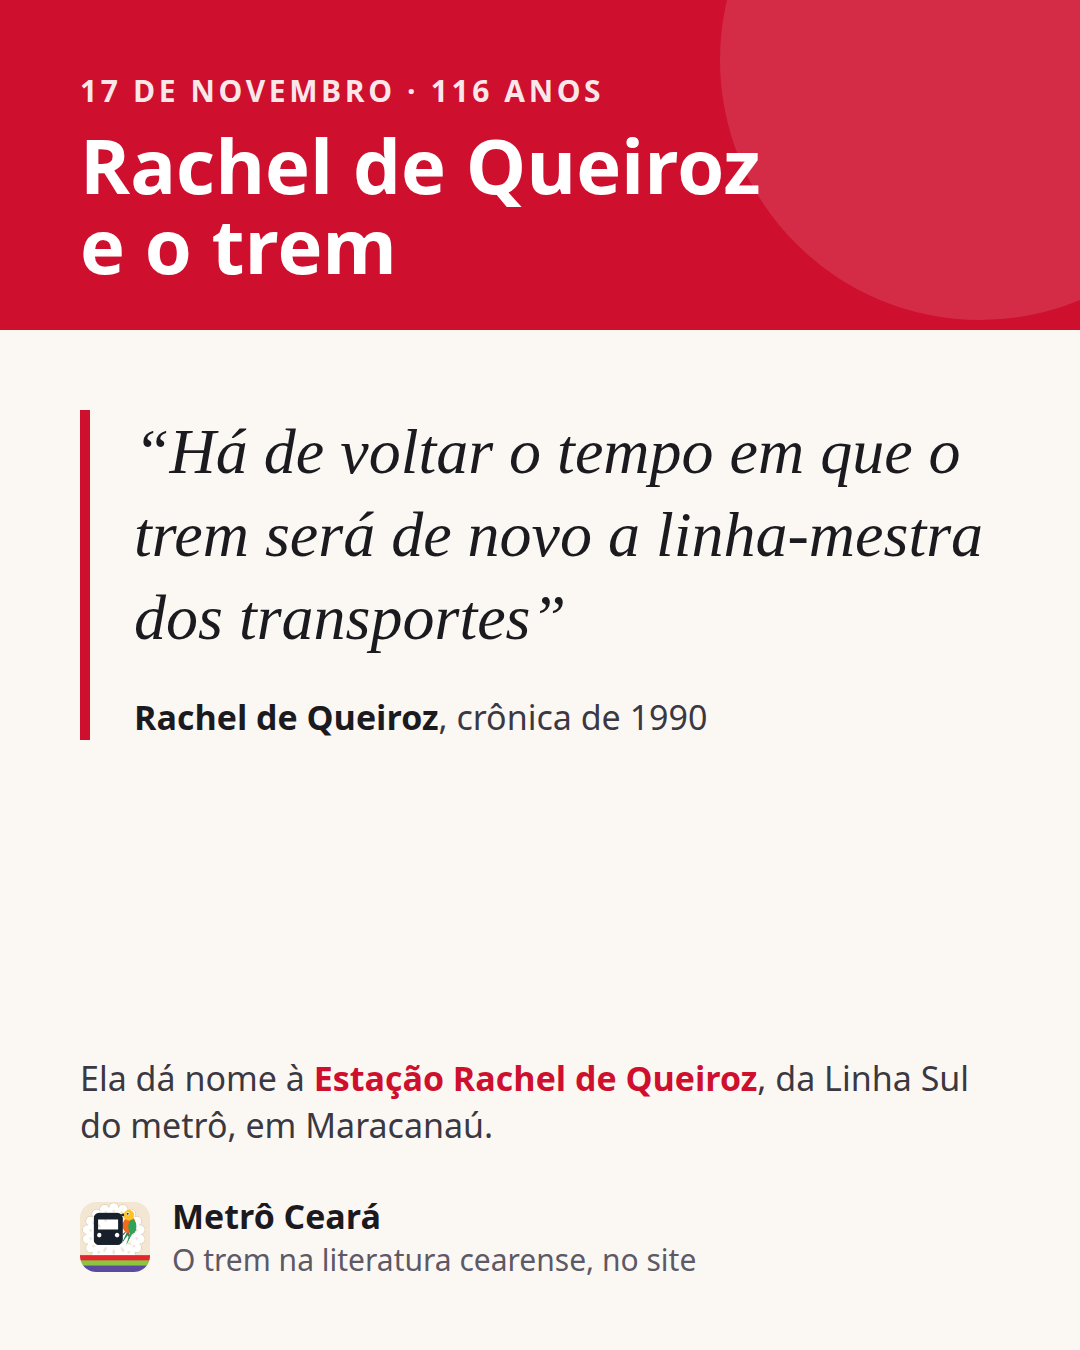 17 DE NOVEMBRO · 116 ANOS
Rachel de Queiroz
e o trem
“Há de voltar o tempo em que o
trem será de novo a linha-mestra
dos transportes”
Rachel de Queiroz, crônica de 1990
Ela dá nome à Estação Rachel de Queiroz, da Linha Sul
do metrô, em Maracanaú.
Metrô Ceará
O trem na literatura cearense, no site